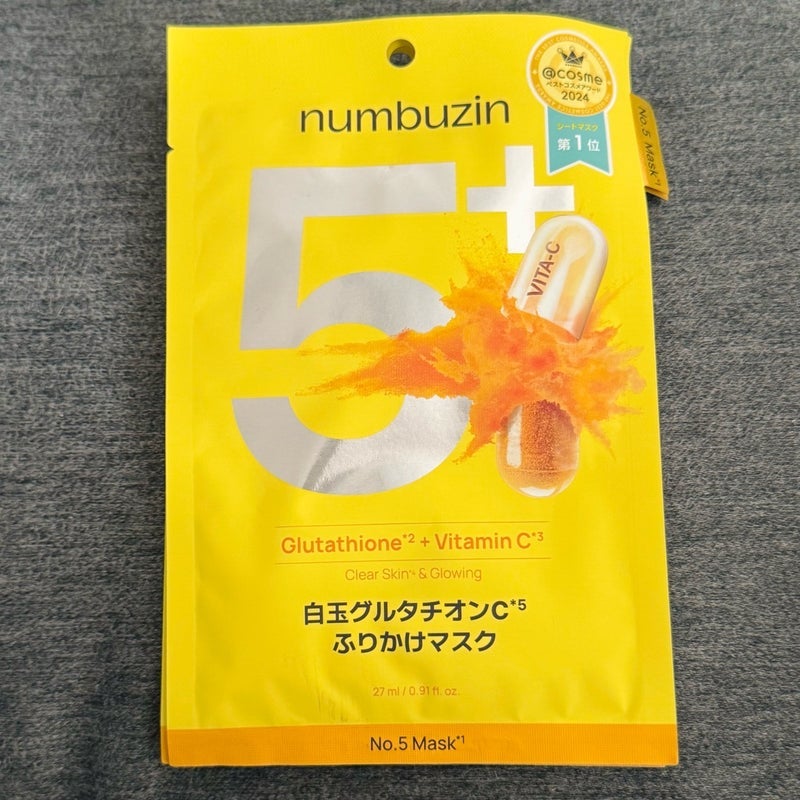 numbuzin
5+
@cosme
ベストコスメアワード
2024
シートマスク
第1位
No.5 Mask*1
VITA-C
Glutathione*2 + Vitamin C*3
Clear Skin*4 & Glowing
白玉グルタチオンC*5
ふりかけマスク
27 ml / 0.91 fl. oz.
No.5 Mask*1